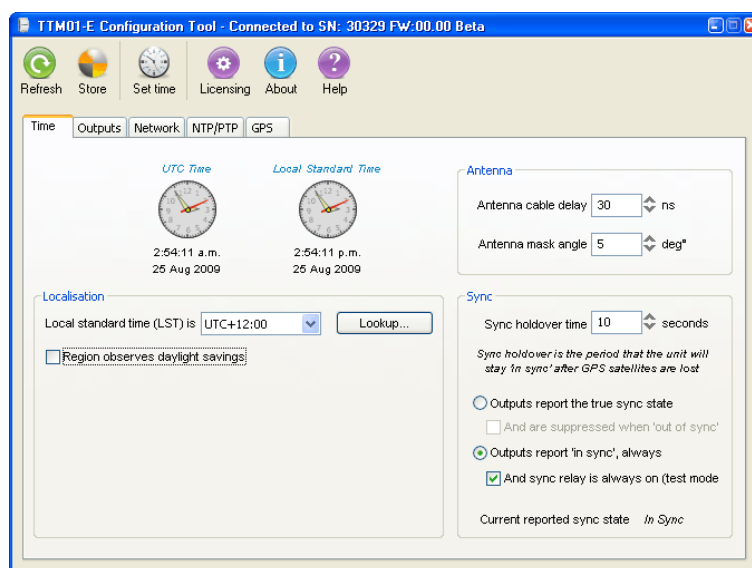 TTM01-E Configuration Tool - Connected to SN: 30329 FW:00.00 Beta
Refresh Store Set time Licensing About Help
Time Outputs Network NTP/PTP GPS
UTC Time Local Standard Time
2:54:11 a.m. 2:54:11 p.m.
25 Aug 2009 25 Aug 2009
Antenna
Antenna cable delay 30 ns
Antenna mask angle 5 deg°
Localisation
Local standard time (LST) is UTC+12:00 Lookup...
Region observes daylight savings
Sync
Sync holdover time 10 seconds
Sync holdover is the period that the unit will
stay 'in sync' after GPS satellites are lost
Outputs report the true sync state
And are suppressed when 'out of sync'
Outputs report 'in sync', always
And sync relay is always on (test mode
Current reported sync state In Sync